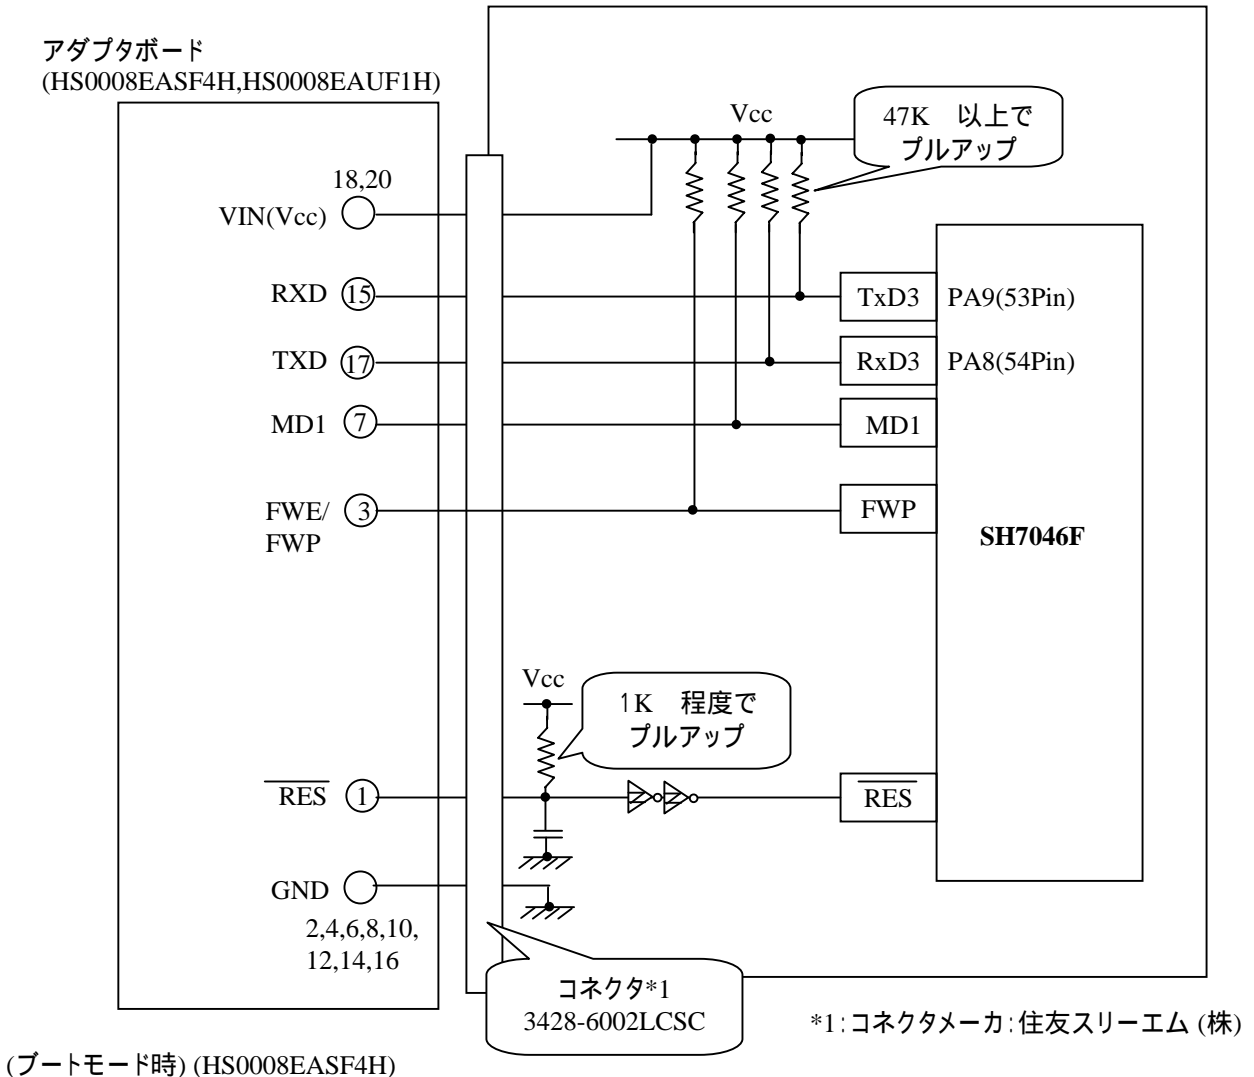 アダプタボード
(HS0008EASF4H,HS0008EAUF1H)
Vcc
47K 以上で
プルアップ
18,20
VIN(Vcc)
RXD 15
TxD3 PA9(53Pin)
TXD 17
RxD3 PA8(54Pin)
MD1 7
MD1
FWE/ 3
FWP
FWP
SH7046F
Vcc
1K 程度で
プルアップ
RES 1
RES
GND
2,4,6,8,10,
12,14,16
コネクタ*1
3428-6002LCSC
*1:コネクタメーカ:住友スリーエム (株)
(ブートモード時) (HS0008EASF4H)